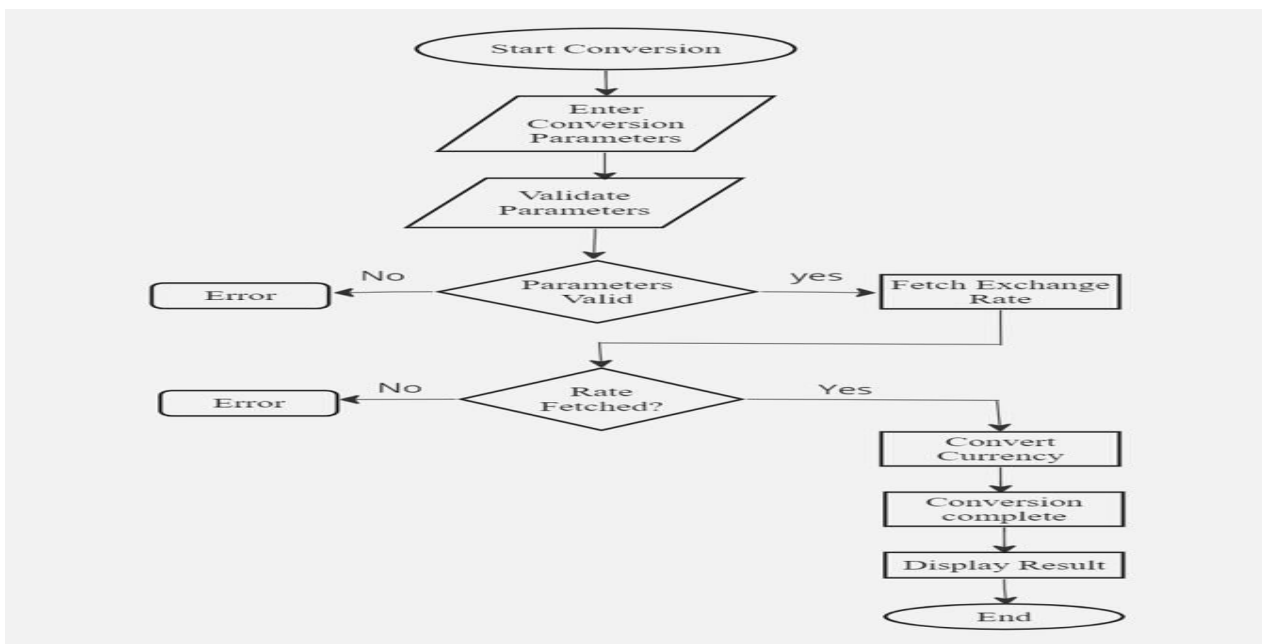 Start Conversion
Enter
Conversion
Parameters
Validate
Parameters
No
Parameters
Valid
yes
Error
Fetch Exchange
Rate
No
Rate
Fetched?
Yes
Error
Convert
Currency
Conversion
complete
Display Result
End